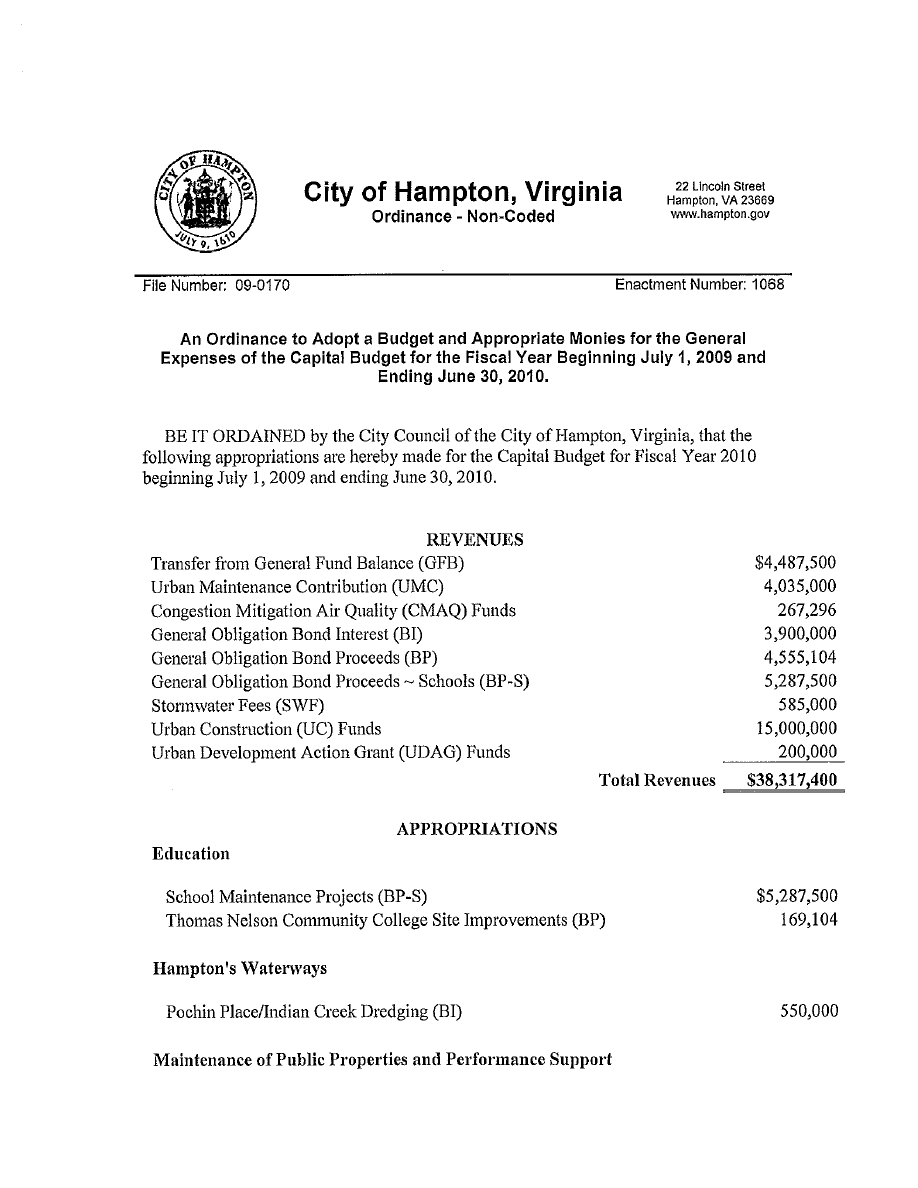 CITY OF HAMPTON
JULY 9, 1610
City of Hampton, Virginia
Ordinance - Non-Coded
22 Lincoln Street
Hampton, VA 23669
www.hampton.gov
File Number: 09-0170 Enactment Number: 1068
An Ordinance to Adopt a Budget and Appropriate Monies for the General
Expenses of the Capital Budget for the Fiscal Year Beginning July 1, 2009 and
Ending June 30, 2010.
BE IT ORDAINED by the City Council of the City of Hampton, Virginia, that the
following appropriations are hereby made for the Capital Budget for Fiscal Year 2010
beginning July 1, 2009 and ending June 30, 2010.
REVENUES
Transfer from General Fund Balance (GFB) $4,487,500
Urban Maintenance Contribution (UMC) 4,035,000
Congestion Mitigation Air Quality (CMAQ) Funds 267,296
General Obligation Bond Interest (BI) 3,900,000
General Obligation Bond Proceeds (BP) 4,555,104
General Obligation Bond Proceeds ~ Schools (BP-S) 5,287,500
Stormwater Fees (SWF) 585,000
Urban Construction (UC) Funds 15,000,000
Urban Development Action Grant (UDAG) Funds 200,000
Total Revenues $38,317,400
APPROPRIATIONS
Education
School Maintenance Projects (BP-S) $5,287,500
Thomas Nelson Community College Site Improvements (BP) 169,104
Hampton's Waterways
Pochin Place/Indian Creek Dredging (BI) 550,000
Maintenance of Public Properties and Performance Support